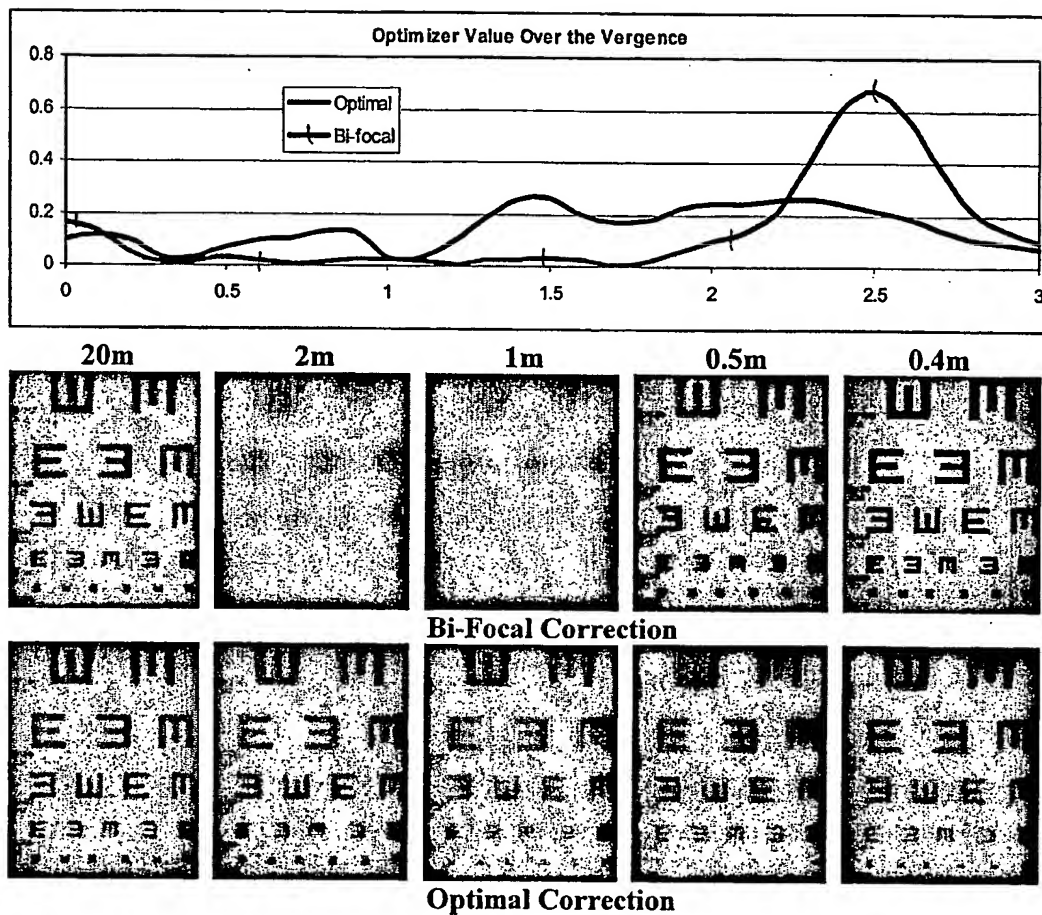 Optimizer Value Over the Vergence
0.8
0.6
0.4
0.2
0
Optimal
Bi-focal
0 0.5 1 1.5 2 2.5 3
20m 2m 1m 0.5m 0.4m
Bi-Focal Correction
Optimal Correction